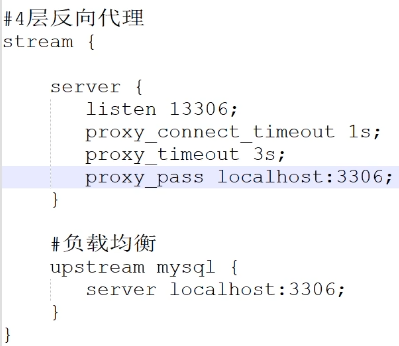 #4层反向代理
stream {
server {
listen 13306;
proxy_connect_timeout 1s;
proxy_timeout 3s;
proxy_pass localhost:3306;
}
#负载均衡
upstream mysql {
server localhost:3306;
}
}